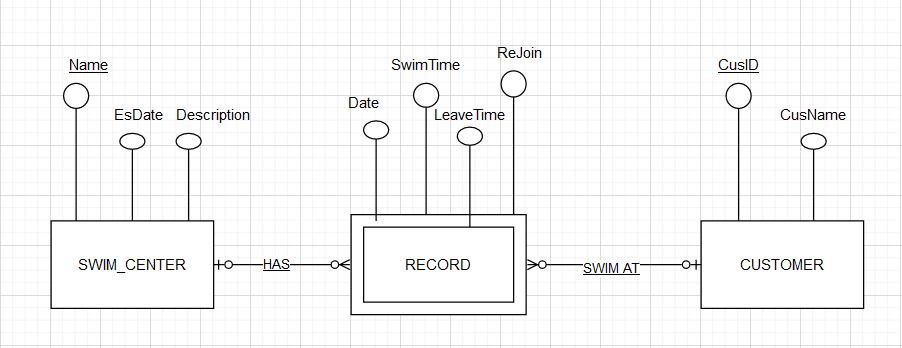 Name
EsDate
Description
Date
SwimTime
LeaveTime
ReJoin
CusID
CusName
SWIM_CENTER
HAS
RECORD
SWIM AT
CUSTOMER